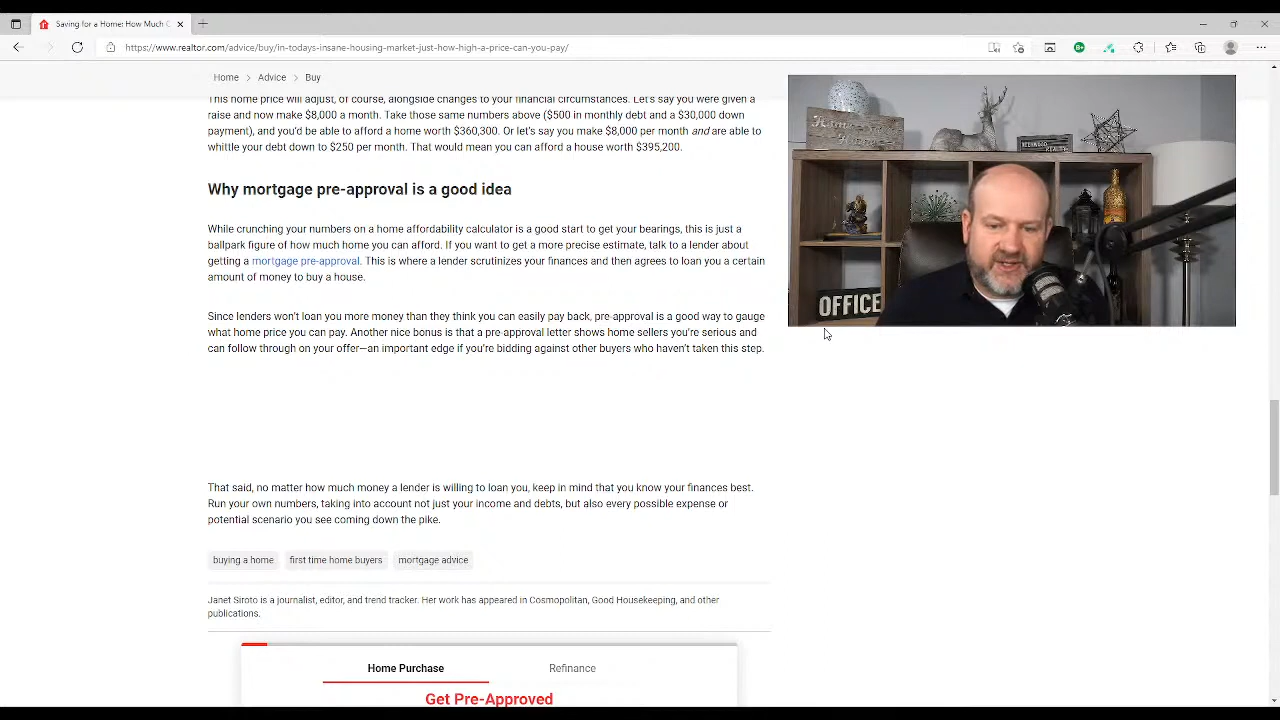 Saving for a Home: How Much C
https://www.realtor.com/advice/buy/in-todays-insane-housing-market-just-how-high-a-price-can-you-pay/
Home > Advice > Buy
This home price will adjust, of course, alongside changes to your financial circumstances. Let's say you were given a
raise and now make $8,000 a month. Take those same numbers above ($500 in monthly debt and a $30,000 down
payment), and you'd be able to afford a home worth $360,300. Or let's say you make $8,000 per month and are able to
whittle your debt down to $250 per month. That would mean you can afford a house worth $395,200.
Why mortgage pre-approval is a good idea
While crunching your numbers on a home affordability calculator is a good start to get your bearings, this is just a
ballpark figure of how much home you can afford. If you want to get a more precise estimate, talk to a lender about
getting a mortgage pre-approval. This is where a lender scrutinizes your finances and then agrees to loan you a certain
amount of money to buy a house.
Since lenders won't loan you more money than they think you can easily pay back, pre-approval is a good way to gauge
what home price you can pay. Another nice bonus is that a pre-approval letter shows home sellers you're serious and
can follow through on your offer—an important edge if you're bidding against other buyers who haven't taken this step.
That said, no matter how much money a lender is willing to loan you, keep in mind that you know your finances best.
Run your own numbers, taking into account not just your income and debts, but also every possible expense or
potential scenario you see coming down the pike.
buying a home first time home buyers mortgage advice
Janet Siroto is a journalist, editor, and trend tracker. Her work has appeared in Cosmopolitan, Good Housekeeping, and other
publications.
Home Purchase Refinance
Get Pre-Approved
OFFICE